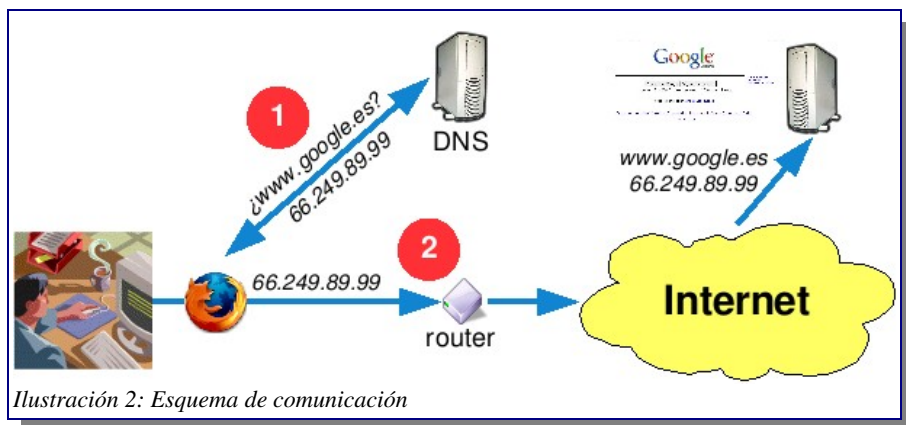 1
¿www.google.es?
66.249.89.99
DNS
Google
www.google.es
66.249.89.99
2
66.249.89.99
router
Internet
Ilustración 2: Esquema de comunicación